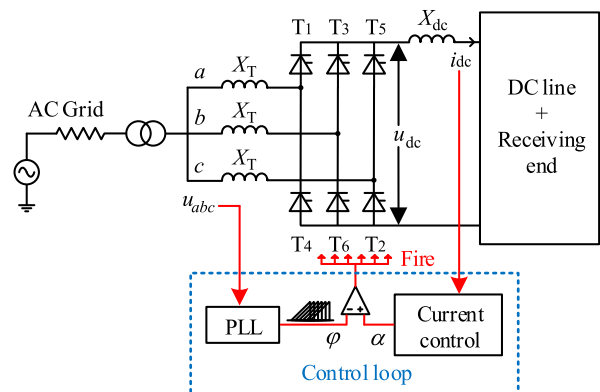 T1 T3 T5
Xdc
idc
a XT
AC Grid
b XT
c XT
udc
DC line
+
Receiving
end
uabc
T4 T6 T2
Fire
PLL
φ
- +
α
Current
control
Control loop